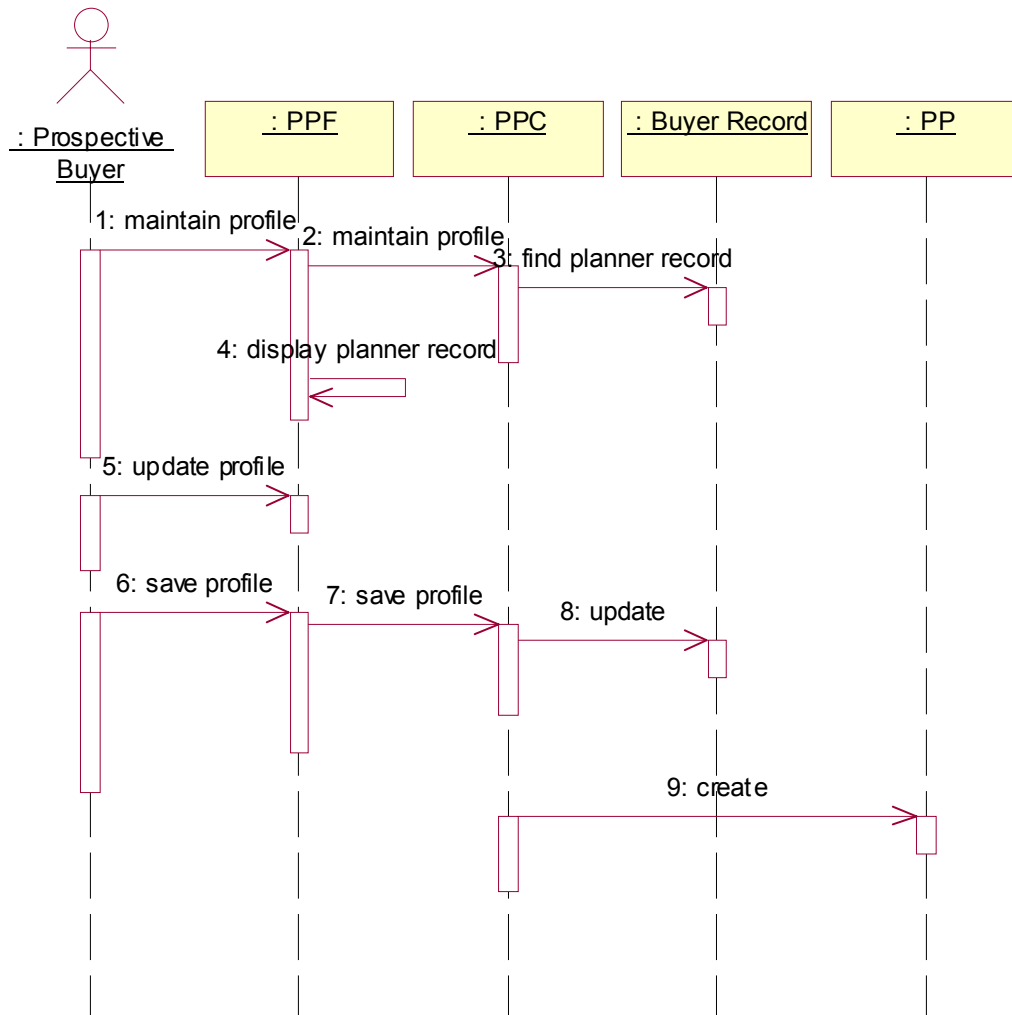 : Prospective
Buyer
: PPF
: PPC
: Buyer Record
: PP
1: maintain profile
2: maintain profile
3: find planner record
4: display planner record
5: update profile
6: save profile
7: save profile
8: update
9: create